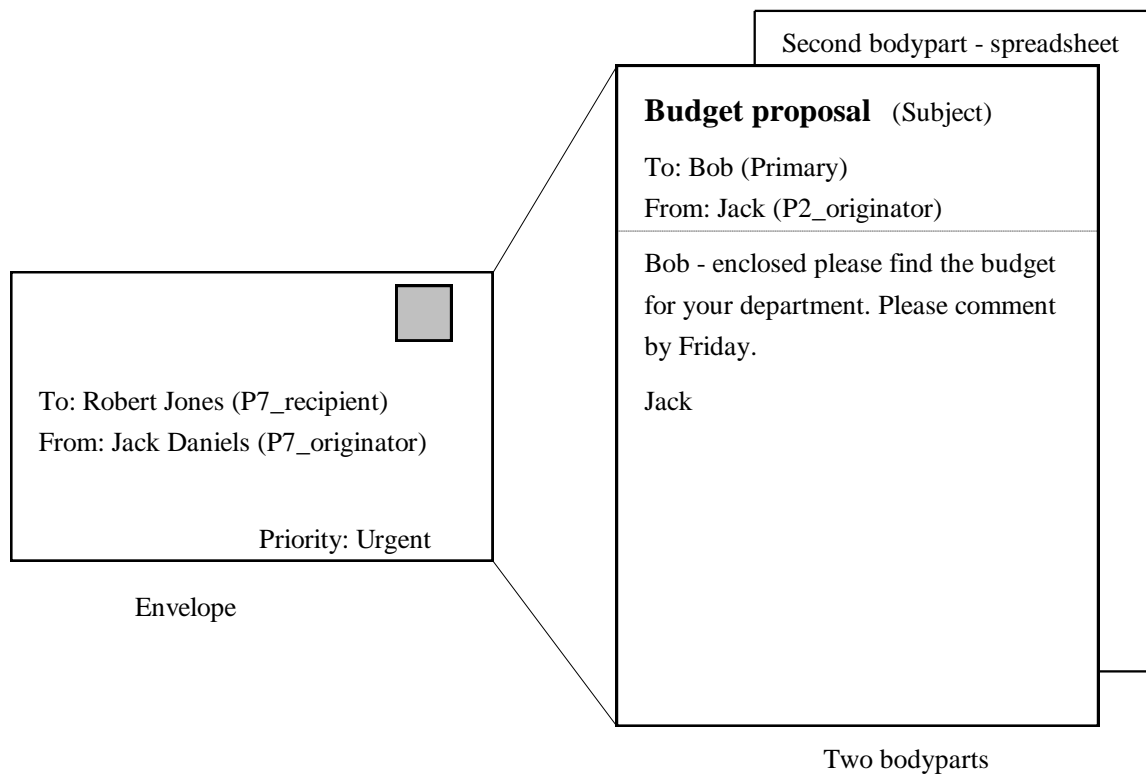 Second bodypart - spreadsheet
Budget proposal (Subject)
To: Bob (Primary)
From: Jack (P2_originator)
Bob - enclosed please find the budget
for your department. Please comment
by Friday.
Jack
To: Robert Jones (P7_recipient)
From: Jack Daniels (P7_originator)
Priority: Urgent
Envelope
Two bodyparts